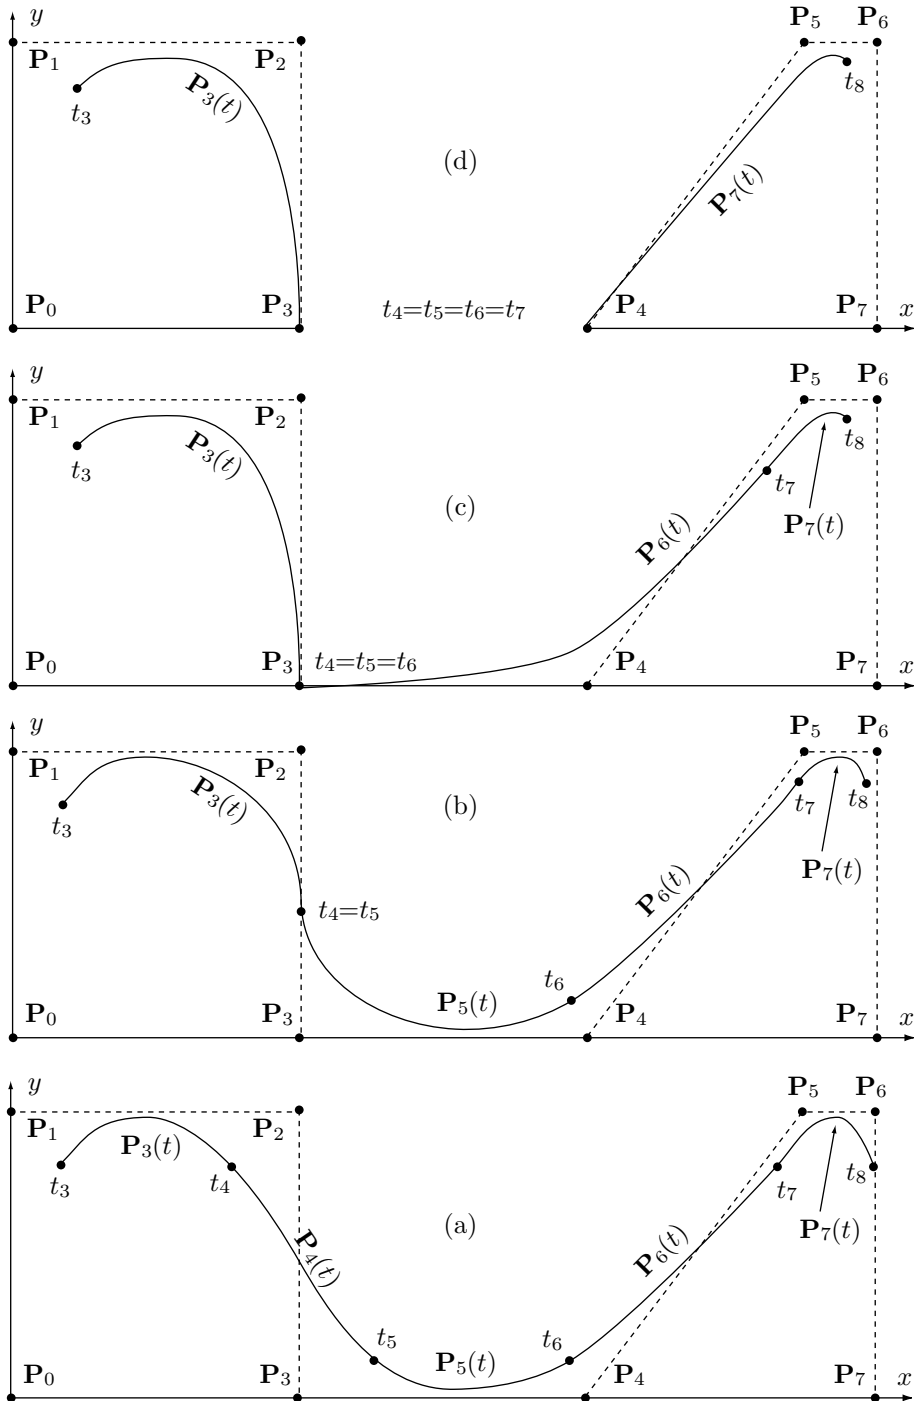 y
P₅ P₆
P₁ P₂
P₃(t)
t₃ t₈
(d)
P₇(t)
P₀ P₃ t₄=t₅=t₆=t₇ P₄ P₇ x
y
P₅ P₆
P₁ P₂
P₃(t)
t₃ t₈
t₇
(c)
P₆(t) P₇(t)
P₀ P₃ t₄=t₅=t₆ P₄ P₇ x
y
P₅ P₆
P₁ P₂
P₃(t)
t₃ (b) t₇ t₈
P₇(t)
P₆(t)
t₄=t₅
t₆
P₅(t)
P₀ P₃ P₄ P₇ x
y
P₅ P₆
P₁ P₂
P₃(t)
t₃ t₄ t₇ t₈
(a)
P₇(t)
P₄(t) P₆(t)
t₅ t₆
P₅(t)
P₀ P₃ P₄ P₇ x